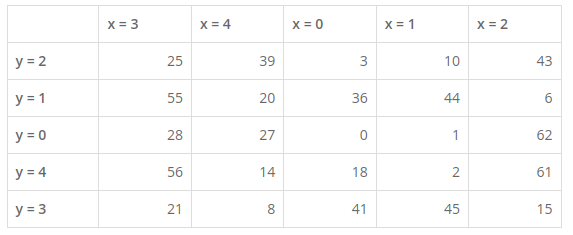 x = 3 x = 4 x = 0 x = 1 x = 2
y = 2 25 39 3 10 43
y = 1 55 20 36 44 6
y = 0 28 27 0 1 62
y = 4 56 14 18 2 61
y = 3 21 8 41 45 15